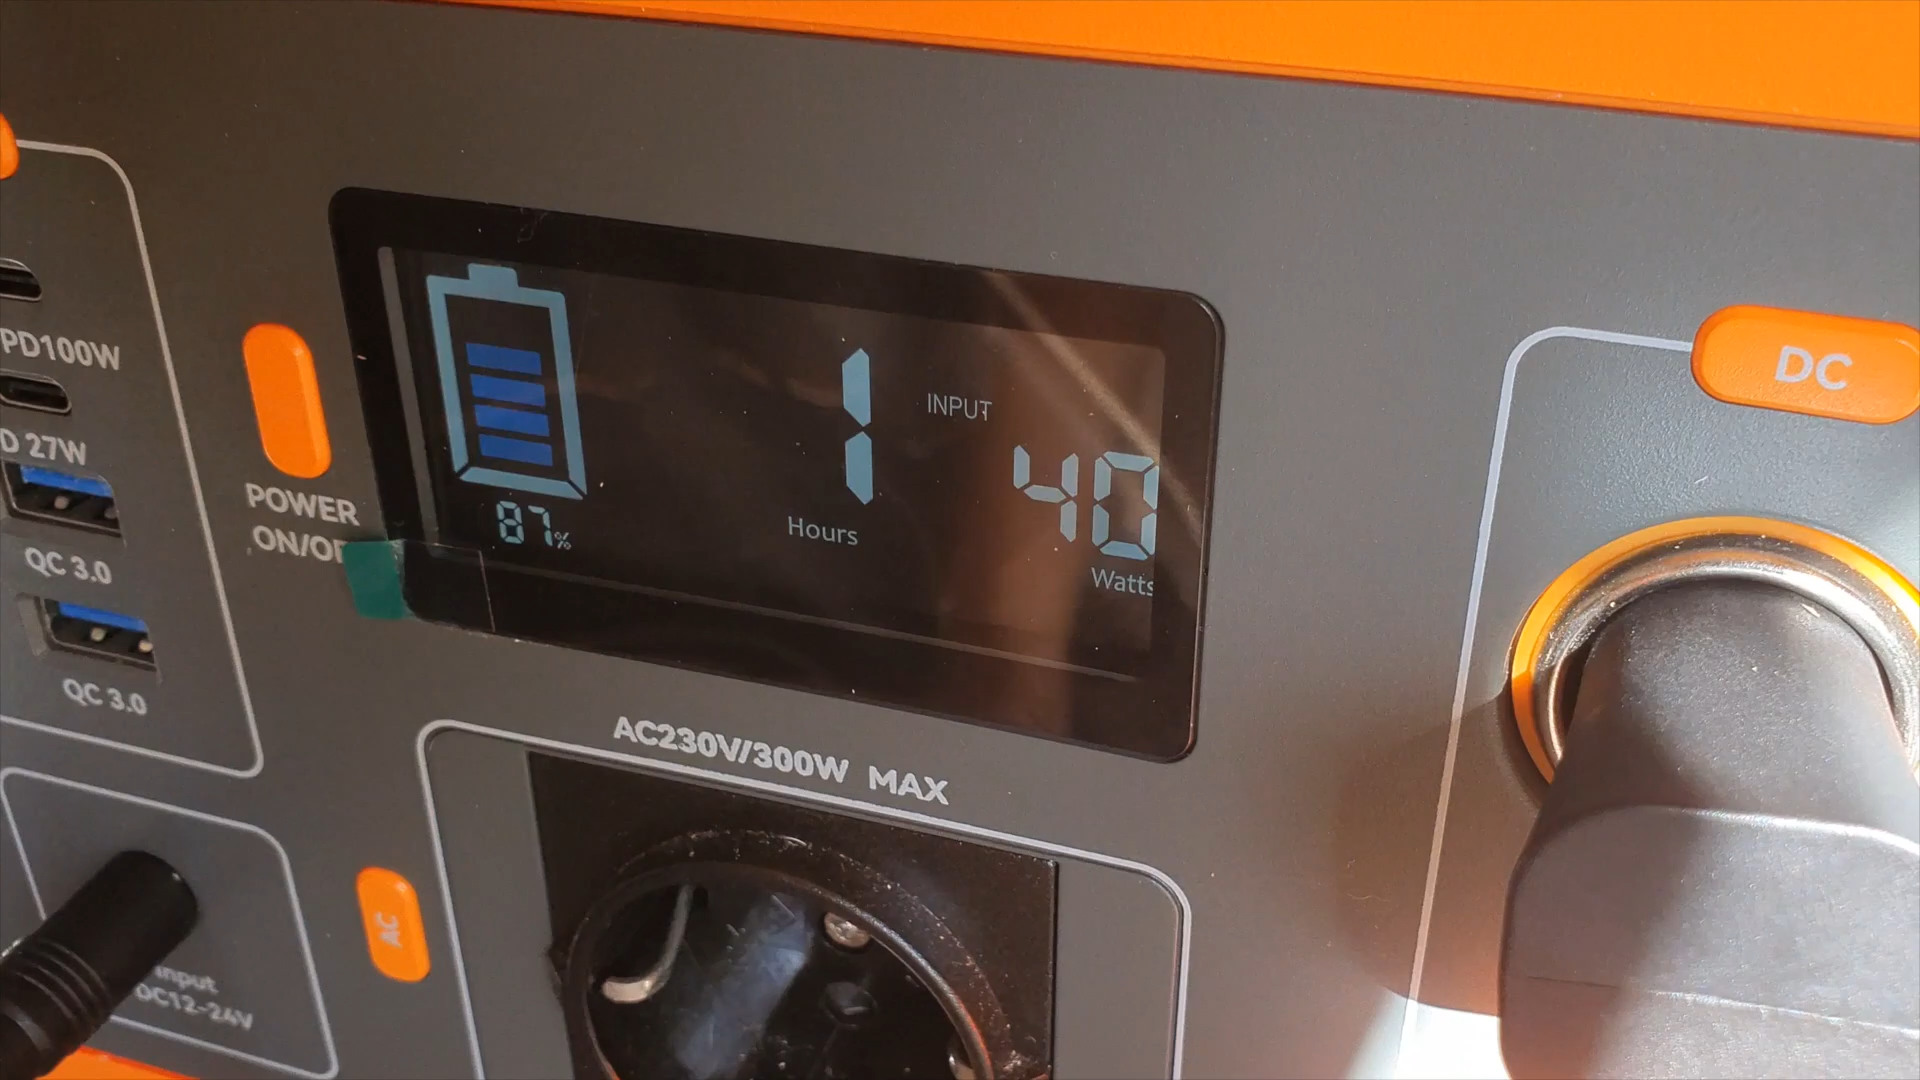 PD100W
D 27W
QC 3.0
QC 3.0
POWER
ON/OF
87%
1
Hours
INPUT
40
Watts
DC
AC230V/300W MAX
AC
Input
DC12-24V